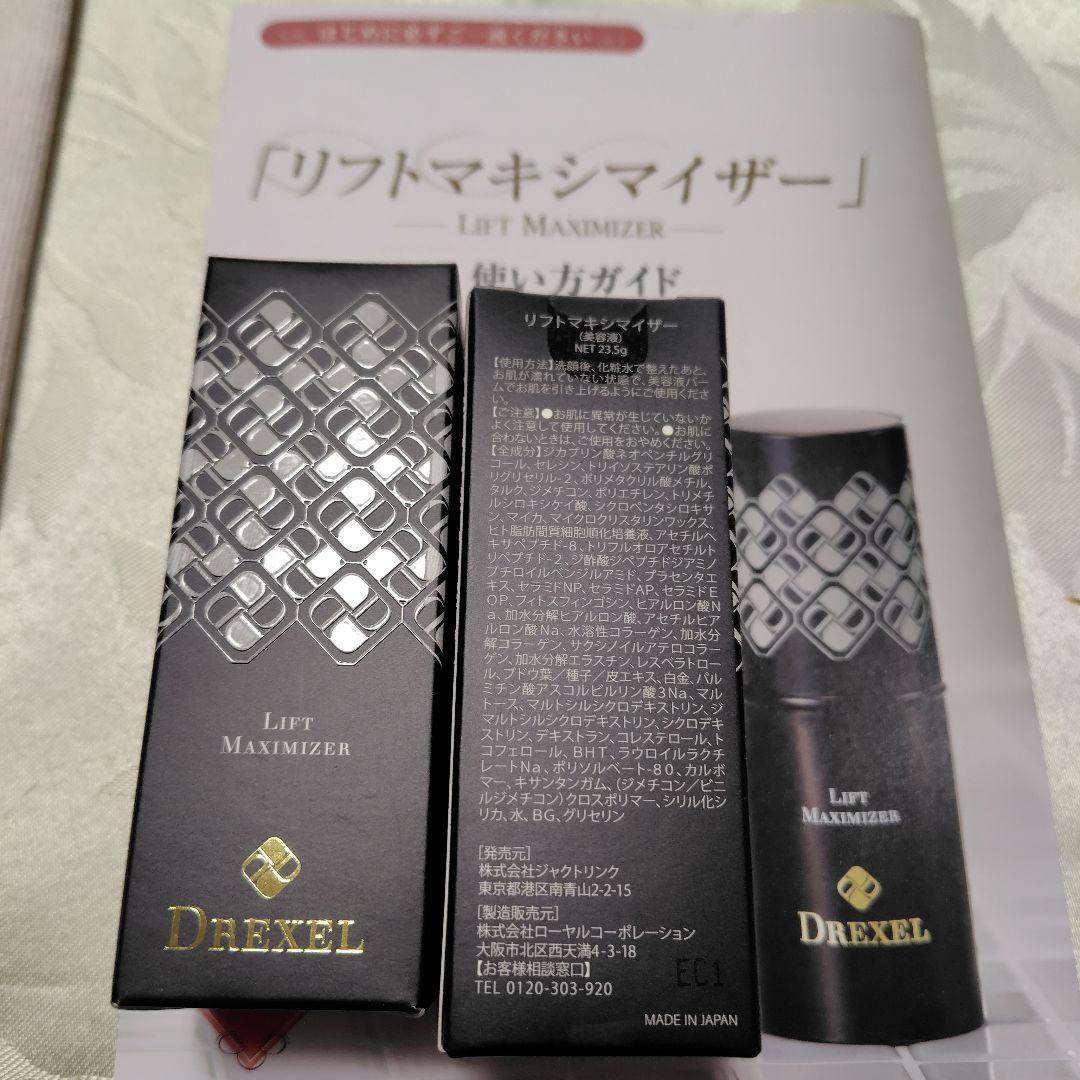 はじめに必ずご一読ください
「リフトマキシマイザー」
LIFT MAXIMIZER
使い方ガイド
LIFT
MAXIMIZER
DREXEL
リフトマキシマイザー
(美容液)
NET 23.5g
【使用方法】洗顔後、化粧水で整えたあと、
お肌が濡れていない状態で、美容液バー
ムでお肌を引き上げるようにご使用くださ
い。
【ご注意】●お肌に異常が生じていないか
よく注意して使用してください。●お肌に
合わないときは、ご使用をおやめください。
【全成分】ジカプリン酸ネオペンチルグリ
コール、セレシン、トリイソステアリン酸ポ
リグリセリル-2、ポリメタクリル酸メチル、
タルク、ジメチコン、ポリエチレン、トリメチ
ルシロキシケイ酸、シクロペンタシロキサ
ン、マイカ、マイクロクリスタリンワックス、
ヒト脂肪間質細胞順化培養液、アセチルヘ
キサペプチド-8、トリフルオロアセチルト
リペプチド-2、ジ酢酸ジペプチドジアミノ
ブチロイルベンジルアミド、プラセンタエ
キス、セラミドNP、セラミドAP、セラミドE
OP、フィトスフィンゴシン、ヒアルロン酸N
a、加水分解ヒアルロン酸、アセチルヒア
ルロン酸Na、水溶性コラーゲン、加水分
解コラーゲン、サクシノイルアテロコラー
ゲン、加水分解エラスチン、レスベラトロー
ル、ブドウ葉/種子/皮エキス、白金、パル
ミチン酸アスコルビルリン酸3Na、マル
トース、マルトシルシクロデキストリン、ジ
マルトシルシクロデキストリン、シクロデキ
ストリン、デキストラン、コレステロール、ト
コフェロール、BHT、ラウロイルラクチ
レートNa、ポリソルベート-80、カルボ
マー、キサンタンガム、(ジメチコン/ビニ
ルジメチコン)クロスポリマー、シリル化シ
リカ、水、BG、グリセリン
[発売元]
株式会社ジャクトリンク
東京都港区南青山2-2-15
[製造販売元]
株式会社ローヤルコーポレーション
大阪市北区西天満4-3-18
【お客様相談窓口】
TEL 0120-303-920
EC1
MADE IN JAPAN
LIFT
MAXIMIZER
DREXEL